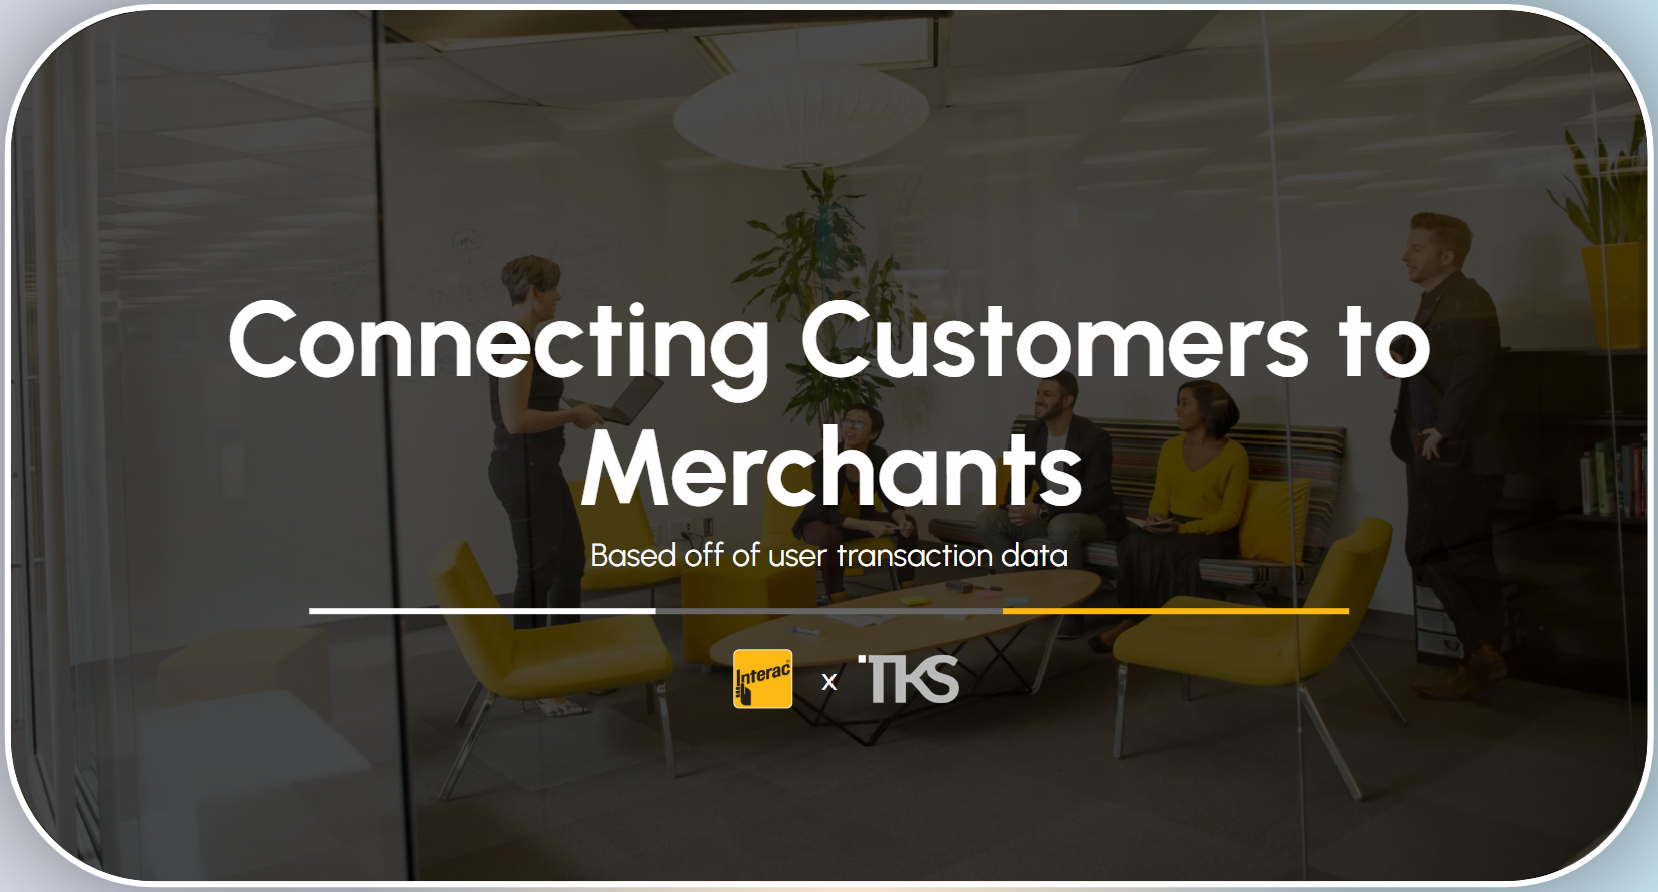 Connecting Customers to
Merchants
Based off of user transaction data
Interac x TKS